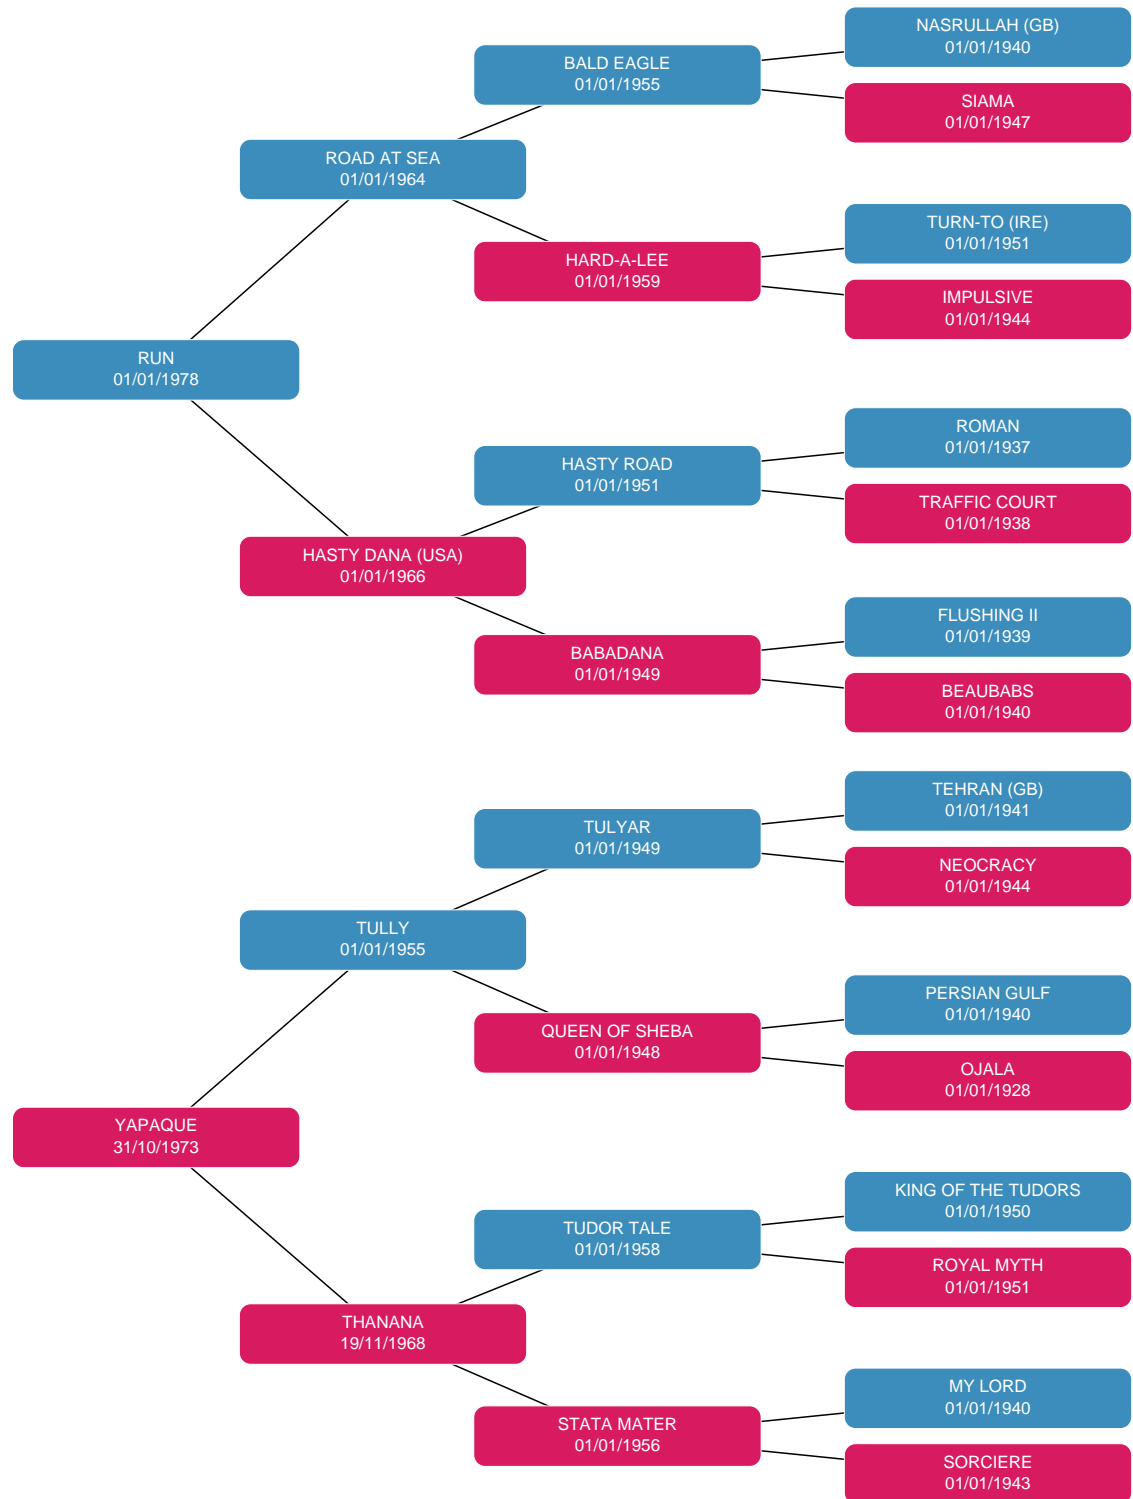 NASRULLAH (GB)
01/01/1940
BALD EAGLE
01/01/1955
SIAMA
01/01/1947
ROAD AT SEA
01/01/1964
TURN-TO (IRE)
01/01/1951
HARD-A-LEE
01/01/1959
IMPULSIVE
01/01/1944
RUN
01/01/1978
ROMAN
01/01/1937
HASTY ROAD
01/01/1951
TRAFFIC COURT
01/01/1938
HASTY DANA (USA)
01/01/1966
FLUSHING II
01/01/1939
BABADANA
01/01/1949
BEAUBABS
01/01/1940
TEHRAN (GB)
01/01/1941
TULYAR
01/01/1949
NEOCRACY
01/01/1944
TULLY
01/01/1955
PERSIAN GULF
01/01/1940
QUEEN OF SHEBA
01/01/1948
OJALA
01/01/1928
YAPAQUE
31/10/1973
KING OF THE TUDORS
01/01/1950
TUDOR TALE
01/01/1958
ROYAL MYTH
01/01/1951
THANANA
19/11/1968
MY LORD
01/01/1940
STATA MATER
01/01/1956
SORCIERE
01/01/1943